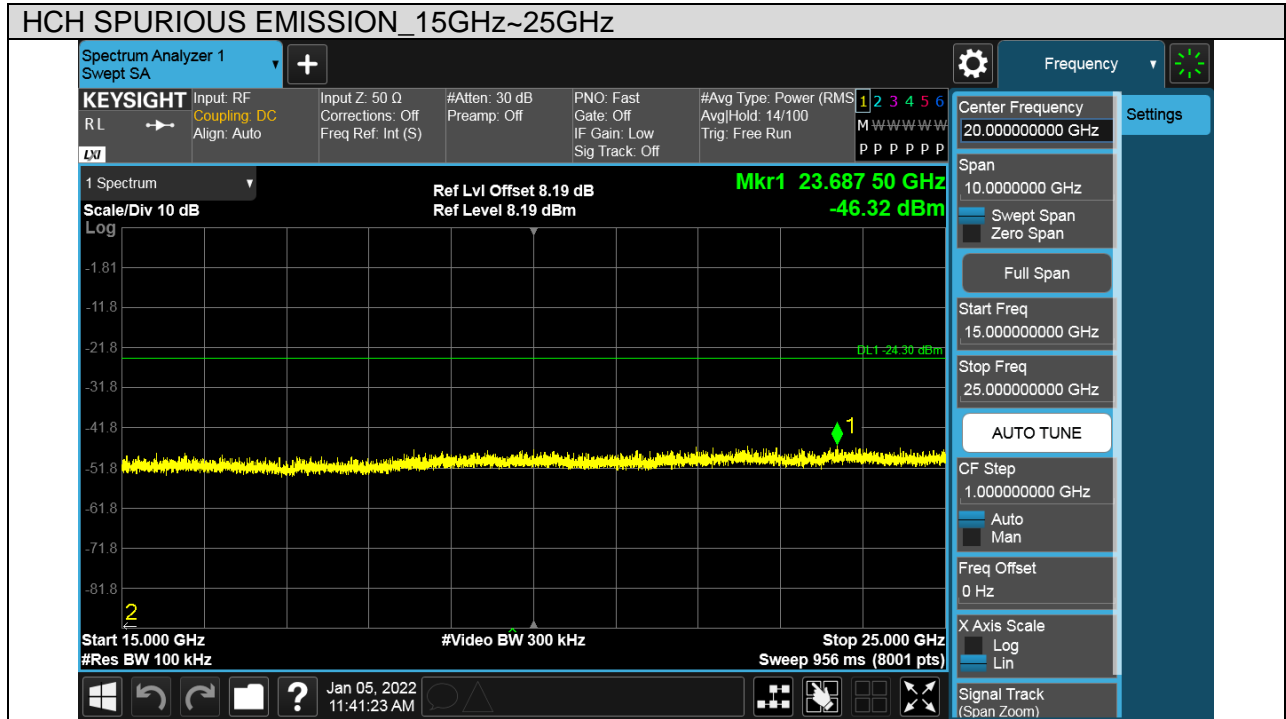 HCH SPURIOUS EMISSION_15GHz~25GHz
Spectrum Analyzer 1
Swept SA
+
Frequency
KEYSIGHT
RL
LXI
Input: RF
Coupling: DC
Align: Auto
Input Z: 50 Ω
Corrections: Off
Freq Ref: Int (S)
#Atten: 30 dB
Preamp: Off
PNO: Fast
Gate: Off
IF Gain: Low
Sig Track: Off
#Avg Type: Power (RMS
Avg|Hold: 14/100
Trig: Free Run
1 2 3 4 5 6
M W W W W W
P P P P P P
1 Spectrum
Scale/Div 10 dB
Log
Ref Lvl Offset 8.19 dB
Ref Level 8.19 dBm
Mkr1 23.687 50 GHz
-46.32 dBm
-1.81
-11.8
-21.8
DL1 -24.30 dBm
-31.8
-41.8
1
-51.8
-61.8
-71.8
-81.8
2
Start 15.000 GHz
#Video BW 300 kHz
Stop 25.000 GHz
#Res BW 100 kHz
Sweep 956 ms (8001 pts)
?
Jan 05, 2022
11:41:23 AM
Center Frequency
20.000000000 GHz
Settings
Span
10.0000000 GHz
Swept Span
Zero Span
Full Span
Start Freq
15.000000000 GHz
Stop Freq
25.000000000 GHz
AUTO TUNE
CF Step
1.000000000 GHz
Auto
Man
Freq Offset
0 Hz
X Axis Scale
Log
Lin
Signal Track
(Span Zoom)